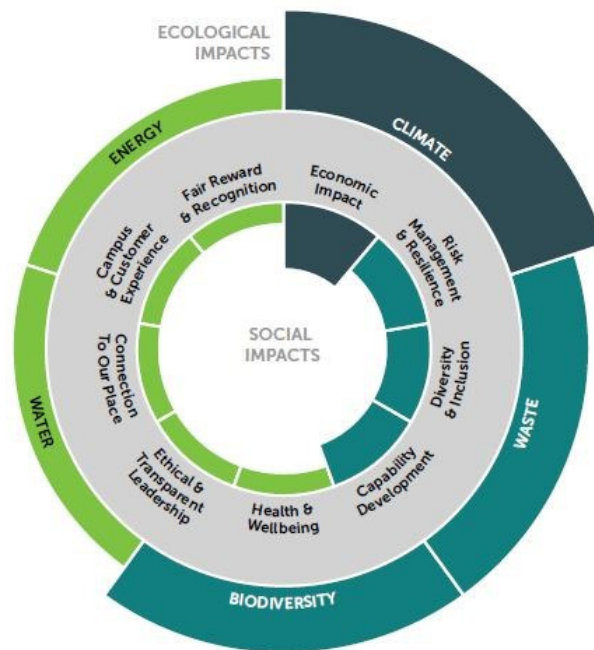 ECOLOGICAL
IMPACTS
CLIMATE
WASTE
BIODIVERSITY
WATER
ENERGY
Economic
Impact
Risk
Management
& Resilience
Diversity
& Inclusion
Capability
Development
Health &
Wellbeing
Ethical &
Transparent
Leadership
Connection
To Our Place
Campus
& Customer
Experience
Fair Reward
& Recognition
SOCIAL
IMPACTS